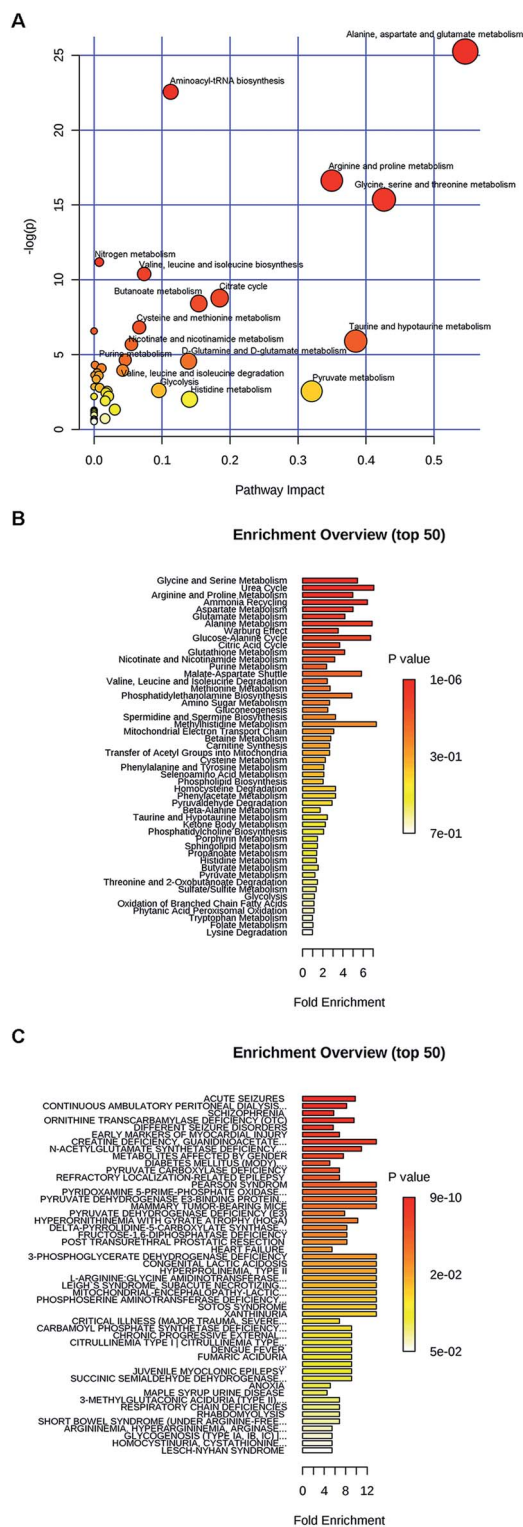 A
Alanine, aspartate and glutamate metabolism
Aminoacyl-tRNA biosynthesis
Arginine and proline metabolism
Glycine, serine and threonine metabolism
Nitrogen metabolism
Valine, leucine and isoleucine biosynthesis
Butanoate metabolism
Citrate cycle
Cysteine and methionine metabolism
Taurine and hypotaurine metabolism
Nicotinate and nicotinamide metabolism
Purine metabolism
D-Glutamine and D-glutamate metabolism
Valine, leucine and isoleucine degradation
Glycolysis
Histidine metabolism
Pyruvate metabolism
-log(p)
25
20
15
10
5
0
0.0 0.1 0.2 0.3 0.4 0.5
Pathway Impact
B
Enrichment Overview (top 50)
Glycine and Serine Metabolism
Urea Cycle
Arginine and Proline Metabolism
Ammonia Recycling
Aspartate Metabolism
Glutamate Metabolism
Alanine Metabolism
Warburg Effect
Glucose-Alanine Cycle
Citric Acid Cycle
Glutathione Metabolism
Nicotinate and Nicotinamide Metabolism
Purine Metabolism
Malate-Aspartate Shuttle
Valine, Leucine and Isoleucine Degradation
Methionine Metabolism
Phosphatidylethanolamine Biosynthesis
Amino Sugar Metabolism
Gluconeogenesis
Spermidine and Spermine Biosynthesis
Methylhistidine Metabolism
Mitochondrial Electron Transport Chain
Betaine Metabolism
Carnitine Synthesis
Transfer of Acetyl Groups into Mitochondria
Cysteine Metabolism
Phenylalanine and Tyrosine Metabolism
Selenoamino Acid Metabolism
Phospholipid Biosynthesis
Homocysteine Degradation
Phenylacetate Metabolism
Pyruvaldehyde Degradation
Beta-Alanine Metabolism
Taurine and Hypotaurine Metabolism
Ketone Body Metabolism
Phosphatidylcholine Biosynthesis
Porphyrin Metabolism
Sphingolipid Metabolism
Propanoate Metabolism
Histidine Metabolism
Butyrate Metabolism
Pyruvate Metabolism
Threonine and 2-Oxobutanoate Degradation
Sulfate/Sulfite Metabolism
Glycolysis
Oxidation of Branched Chain Fatty Acids
Phytanic Acid Peroxisomal Oxidation
Tryptophan Metabolism
Folate Metabolism
Lysine Degradation
P value
1e-06
3e-01
7e-01
0 2 4 6
Fold Enrichment
C
Enrichment Overview (top 50)
ACUTE SEIZURES
CONTINUOUS AMBULATORY PERITONEAL DIALYSIS...
SCHIZOPHRENIA
ORNITHINE TRANSCARBAMYLASE DEFICIENCY (OTC)
DIFFERENT SEIZURE DISORDERS
EARLY MARKERS OF MYOCARDIAL INJURY
CREATINE DEFICIENCY, GUANIDINOACETATE...
N-ACETYLGLUTAMATE SYNTHETASE DEFICIENCY...
METABOLITES AFFECTED BY GENDER
DIABETES MELLITUS (MODY)...
PYRUVATE CARBOXYLASE DEFICIENCY
REFRACTORY LOCALIZATION-RELATED EPILEPSY
PEARSON SYNDROM
PYRIDOXAMINE 5-PRIME-PHOSPHATE OXIDASE...
PYRUVATE DEHYDROGENASE E3-BINDING PROTEIN...
MAMMARY TUMOR-BEARING MICE
PYRUVATE DEHYDROGENASE DEFICIENCY (E3)
HYPERORNITHINEMIA WITH GYRATE ATROPHY (HOGA)
DELTA-PYRROLIDINE-5-CARBOXYLATE SYNTHASE...
FRUCTOSE-1,6-DIPHOSPHATASE DEFICIENCY
POST TRANSURETHRAL PROSTATIC RESECTION
HEART FAILURE
3-PHOSPHOGLYCERATE DEHYDROGENASE DEFICIENCY
CONGENITAL LACTIC ACIDOSIS
HYPERPROLINEMIA, TYPE II
L-ARGININE:GLYCINE AMIDINOTRANSFERASE...
LEIGH'S SYNDROME, SUBACUTE NECROTIZING...
MITOCHONDRIAL-ENCEPHALOPATHY-LACTIC...
PHOSPHOSERINE AMINOTRANSFERASE DEFICIENCY...
SOTOS SYNDROME
XANTHINURIA
CRITICAL ILLNESS (MAJOR TRAUMA, SEVERE...
CARBAMOYL PHOSPHATE SYNTHETASE DEFICIENCY...
CHRONIC PROGRESSIVE EXTERNAL...
CITRULLINEMIA TYPE I | CITRULLINEMIA TYPE...
DENGUE FEVER
FUMARIC ACIDURIA
...
JUVENILE MYOCLONIC EPILEPSY
SUCCINIC SEMIALDEHYDE DEHYDROGENASE...
ANOXIA
MAPLE SYRUP URINE DISEASE
3-METHYLGLUTACONIC ACIDURIA (TYPE II)...
RESPIRATORY CHAIN DEFICIENCIES
RHABDOMYOLYSIS
SHORT BOWEL SYNDROME (UNDER ARGININE-FREE...
ARGININEMIA, HYPERARGININEMIA, ARGINASE...
GLYCOGENOSIS (TYPE IA, IB, IC) |...
HOMOCYSTINURIA, CYSTATHIONINE...
LESCH-NYHAN SYNDROME
P value
9e-10
2e-02
5e-02
0 4 8 12
Fold Enrichment